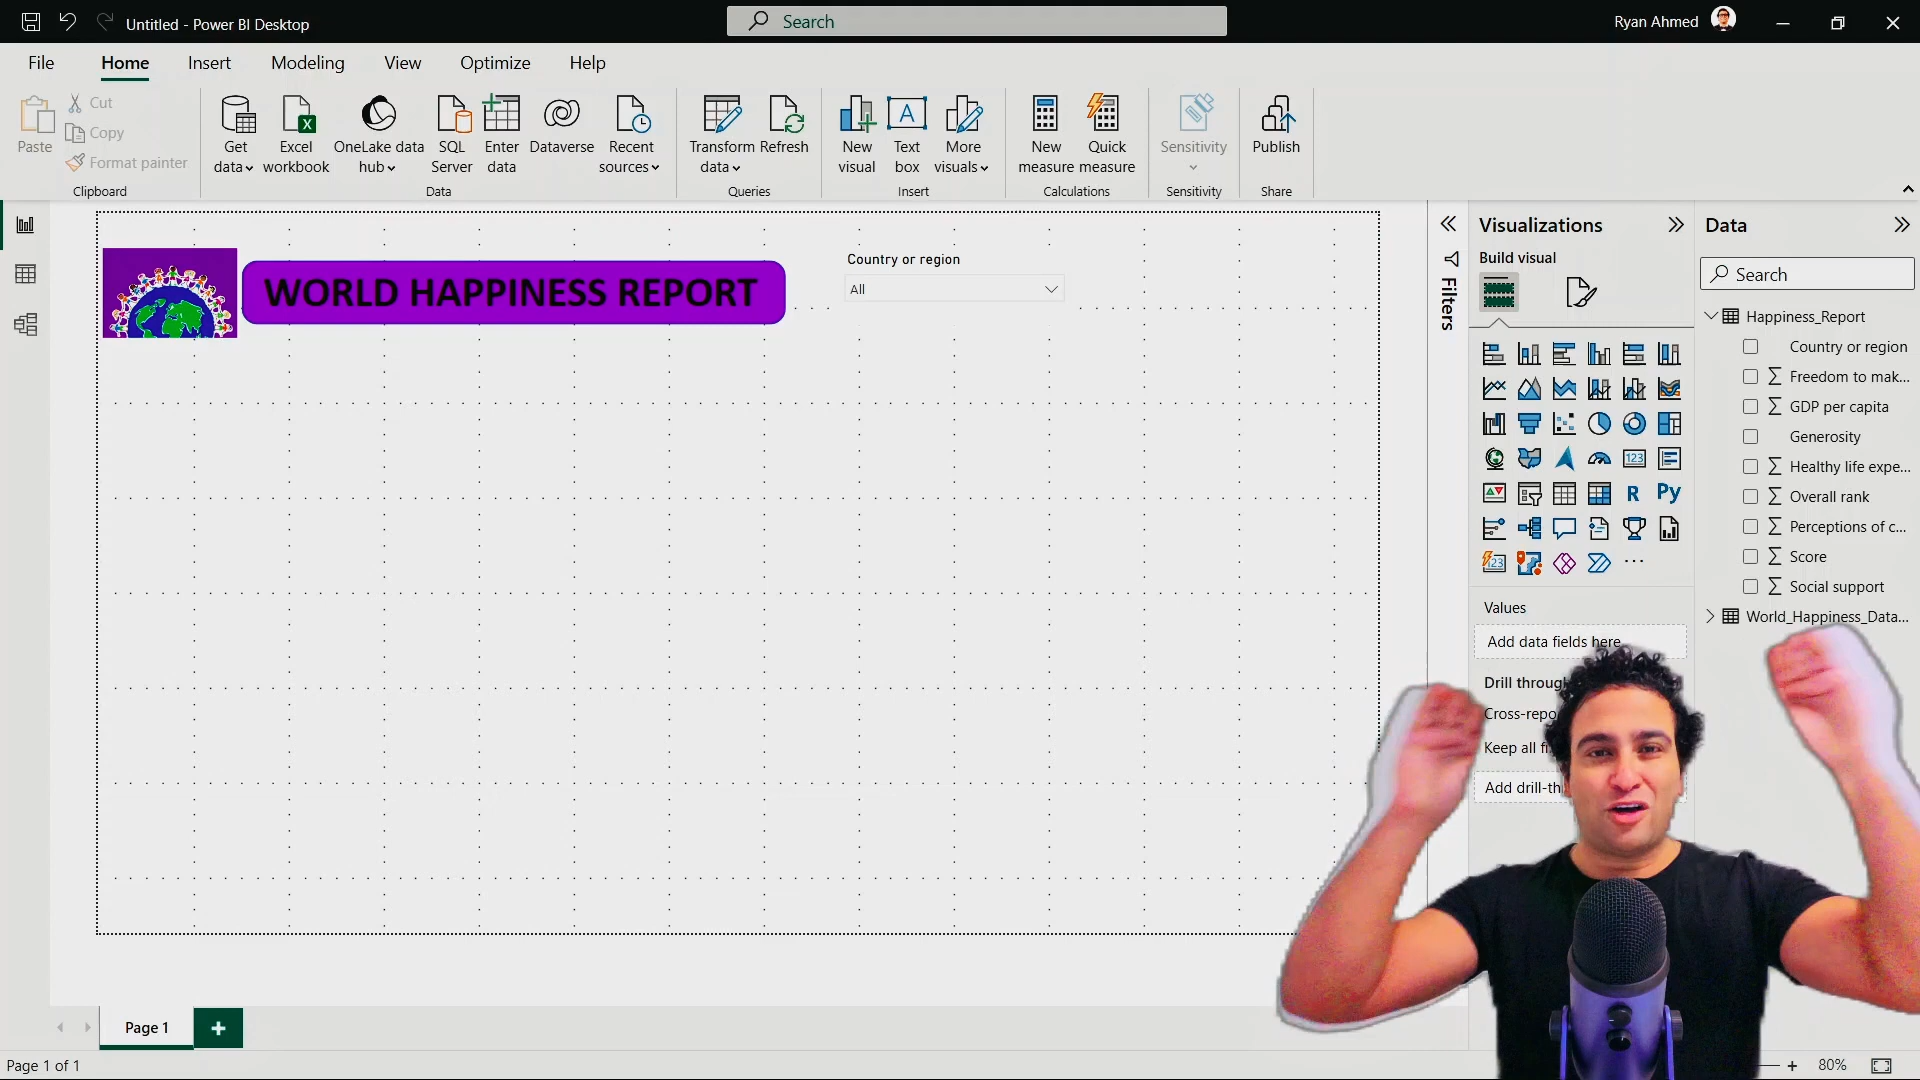 Untitled - Power BI Desktop
Search
Ryan Ahmed
File Home Insert Modeling View Optimize Help
Paste
Cut
Copy
Format painter
Clipboard
Get data
Excel workbook
OneLake data hub
SQL Server
Enter data
Dataverse
Recent sources
Data
Transform data
Refresh
Queries
New visual
A
Text box
More visuals
Insert
New measure
Quick measure
Calculations
Sensitivity
Sensitivity
Publish
Share
WORLD HAPPINESS REPORT
Country or region
All
Filters
Visualizations
Build visual
123
R
Py
123
Values
Add data fields here
Drill throug
Cross-repo
Keep all fi
Add drill-th
Data
Search
Happiness_Report
Country or region
Freedom to mak...
GDP per capita
Generosity
Healthy life expe...
Overall rank
Perceptions of c...
Score
Social support
World_Happiness_Data...
Page 1
Page 1 of 1
80%